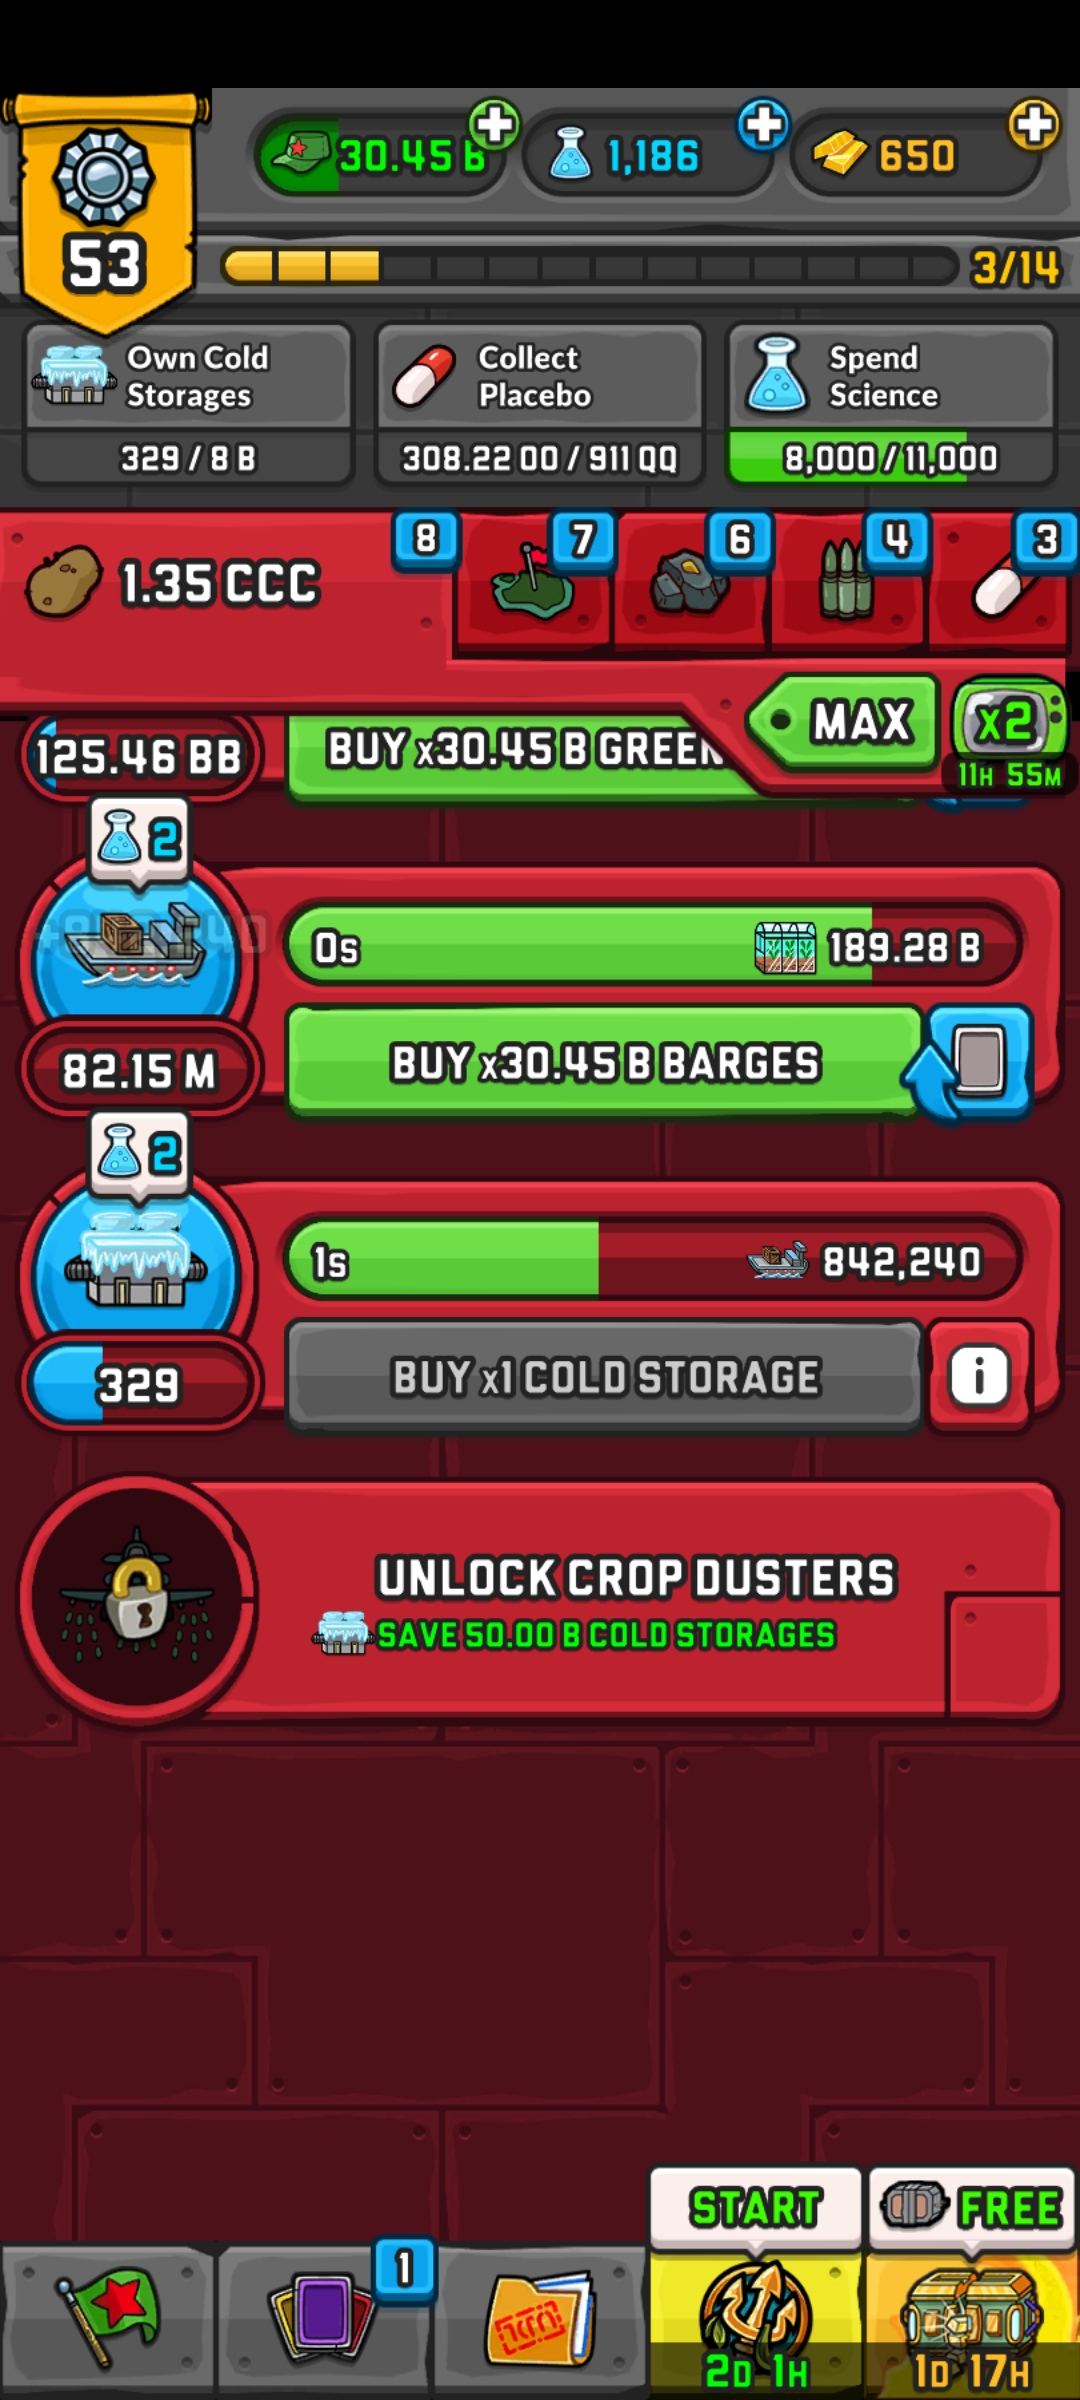 30.45 B
1,186
650
53
3/14
Own Cold
Storages
329 / 8 B
Collect
Placebo
308.22 OO / 911 QQ
Spend
Science
8,000 / 11,000
1.35 CCC
8
7
6
4
3
MAX
x2
11H 55M
125.46 BB
BUY x30.45 B GREEN
2
0s
189.28 B
82.15 M
BUY x30.45 B BARGES
2
1s
842,240
329
BUY x1 COLD STORAGE
i
UNLOCK CROP DUSTERS
SAVE 50.00 B COLD STORAGES
START
FREE
1
2D 1H
1D 17H